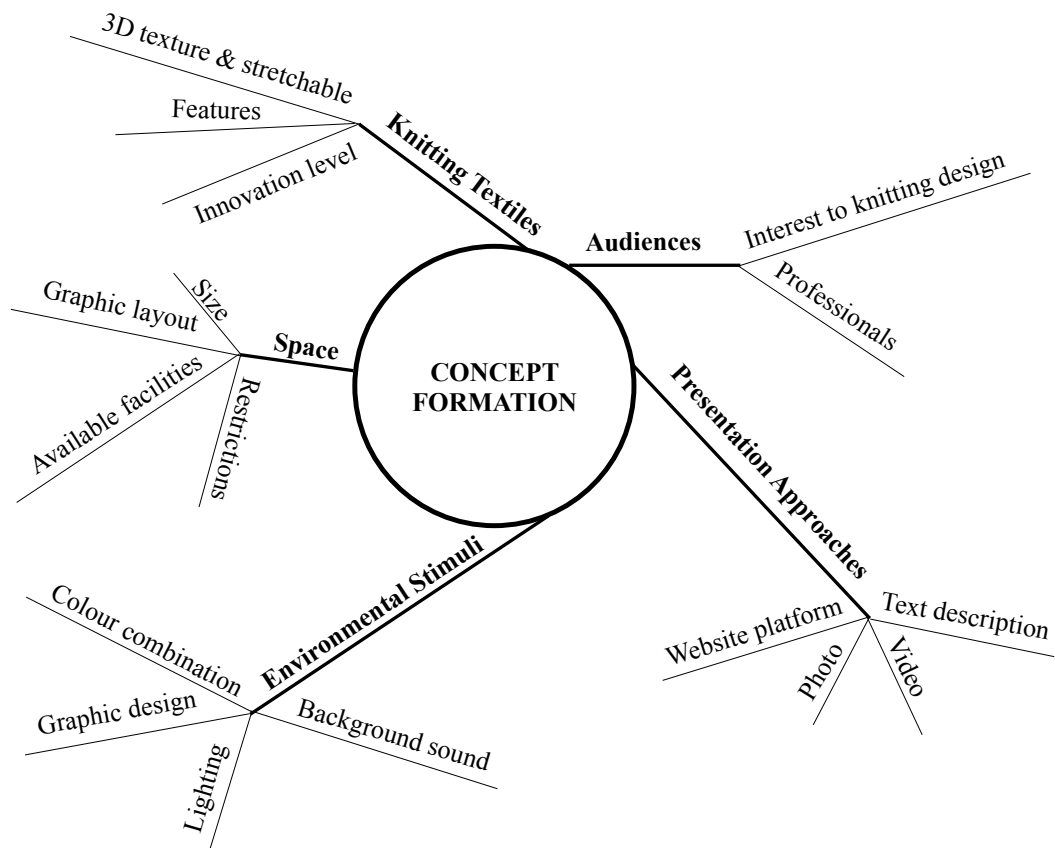 3D texture & stretchable
Features
Innovation level
Knitting Textiles
Audiences
Interest to knitting design
Professionals
Size
Graphic layout
Space
Available facilities
Restrictions
CONCEPT
FORMATION
Presentation Approaches
Website platform
Photo
Video
Text description
Environmental Stimuli
Colour combination
Graphic design
Lighting
Background sound